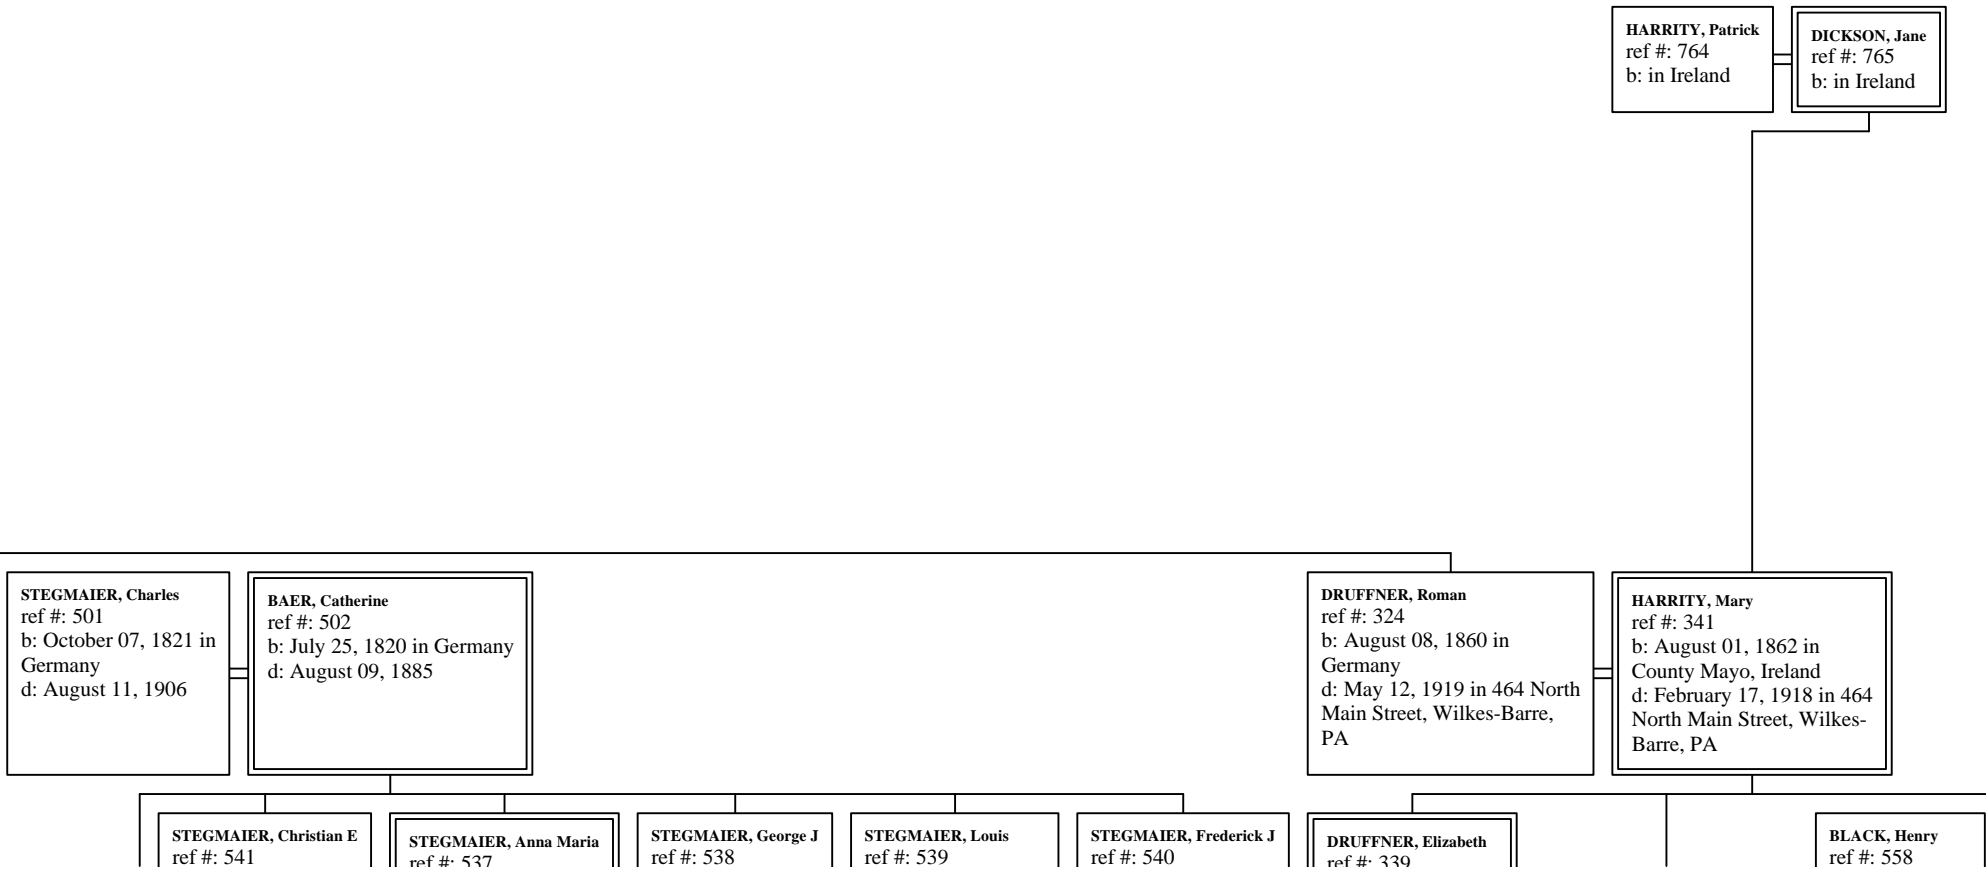 HARRITY, Patrick
ref #: 764
b: in Ireland
DICKSON, Jane
ref #: 765
b: in Ireland
STEGMAIER, Charles
ref #: 501
b: October 07, 1821 in
Germany
d: August 11, 1906
BAER, Catherine
ref #: 502
b: July 25, 1820 in Germany
d: August 09, 1885
DRUFFNER, Roman
ref #: 324
b: August 08, 1860 in
Germany
d: May 12, 1919 in 464 North
Main Street, Wilkes-Barre,
PA
HARRITY, Mary
ref #: 341
b: August 01, 1862 in
County Mayo, Ireland
d: February 17, 1918 in 464
North Main Street, Wilkes-
Barre, PA
STEGMAIER, Christian E
ref #: 541
STEGMAIER, Anna Maria
ref #: 537
STEGMAIER, George J
ref #: 538
STEGMAIER, Louis
ref #: 539
STEGMAIER, Frederick J
ref #: 540
DRUFFNER, Elizabeth
ref #: 339
BLACK, Henry
ref #: 558